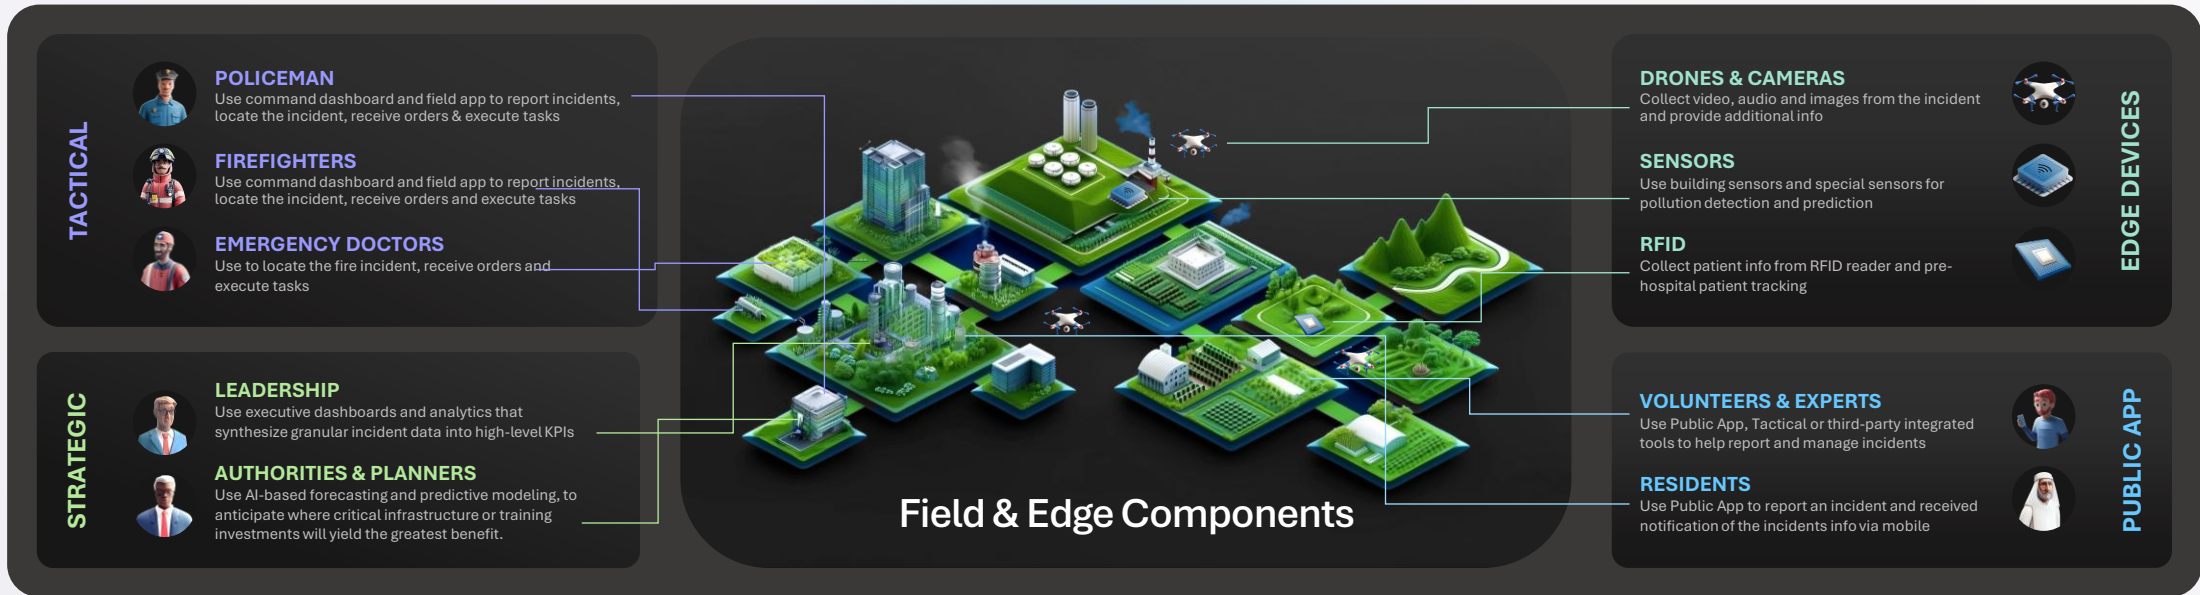 TACTICAL
POLICEMAN
Use command dashboard and field app to report incidents,
locate the incident, receive orders & execute tasks
FIREFIGHTERS
Use command dashboard and field app to report incidents,
locate the incident, receive orders and execute tasks
EMERGENCY DOCTORS
Use to locate the fire incident, receive orders and
execute tasks
STRATEGIC
LEADERSHIP
Use executive dashboards and analytics that
synthesize granular incident data into high-level KPIs
AUTHORITIES & PLANNERS
Use AI-based forecasting and predictive modeling, to
anticipate where critical infrastructure or training
investments will yield the greatest benefit.
Field & Edge Components
DRONES & CAMERAS
Collect video, audio and images from the incident
and provide additional info
SENSORS
Use building sensors and special sensors for
pollution detection and prediction
RFID
Collect patient info from RFID reader and pre-
hospital patient tracking
EDGE DEVICES
VOLUNTEERS & EXPERTS
Use Public App, Tactical or third-party integrated
tools to help report and manage incidents
RESIDENTS
Use Public App to report an incident and received
notification of the incidents info via mobile
PUBLIC APP